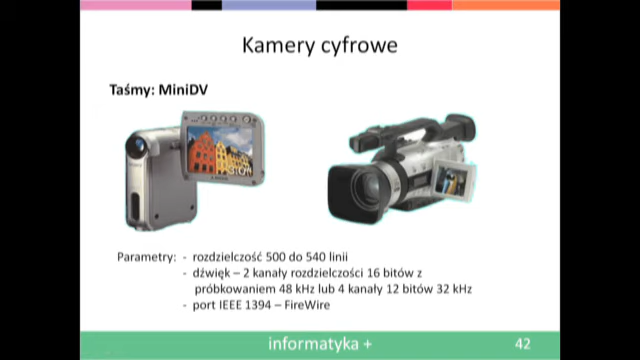 Kamery cyfrowe
Taśmy: MiniDV
Parametry: - rozdzielczość 500 do 540 linii
- dźwięk – 2 kanały rozdzielczości 16 bitów z
próbkowaniem 48 kHz lub 4 kanały 12 bitów 32 kHz
- port IEEE 1394 – FireWire
informatyka +
42